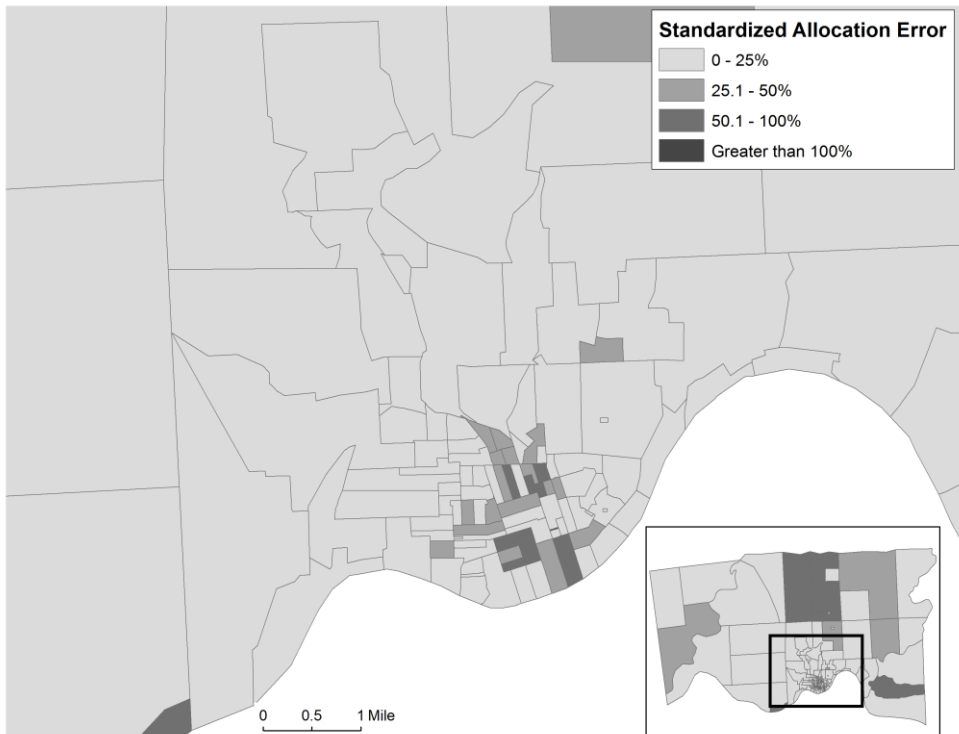 Standardized Allocation Error
0 - 25%
25.1 - 50%
50.1 - 100%
Greater than 100%
0 0.5 1 Mile